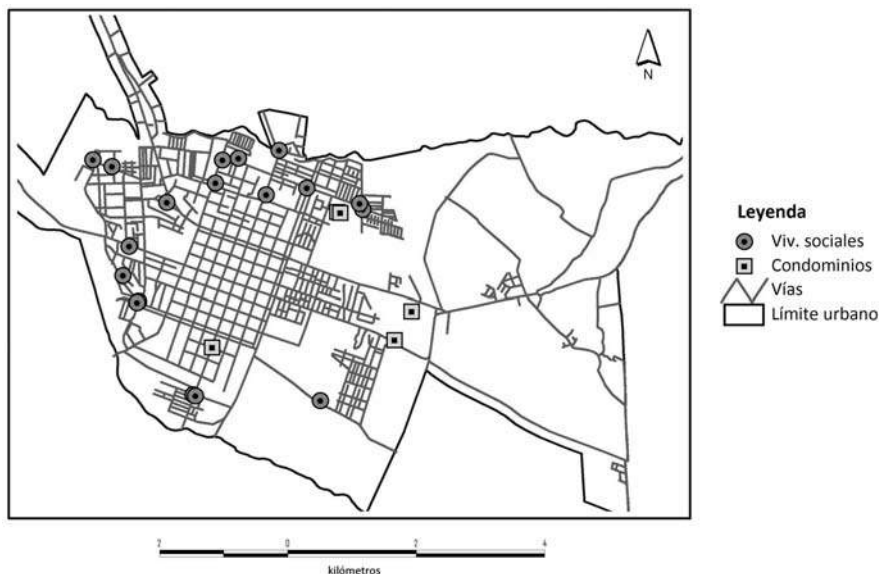 N
Leyenda
Viv. sociales
Condominios
Vías
Límite urbano
2 0 2 4
kilómetros